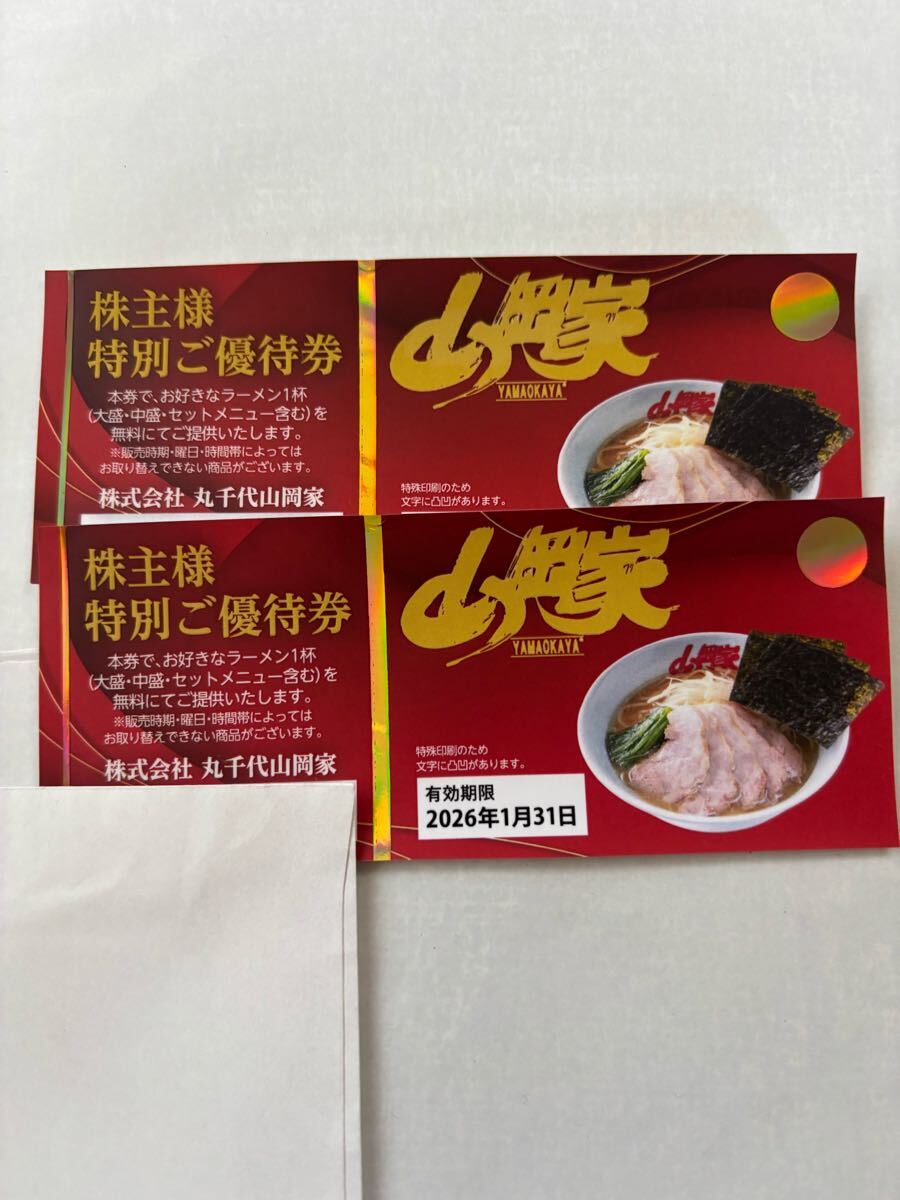 株主様
特別ご優待券
本券で、お好きなラーメン1杯
(大盛・中盛・セットメニュー含む)を
無料にてご提供いたします。
※販売時期・曜日・時間帯によっては
お取り替えできない商品がございます。
株式会社 丸千代山岡家
山岡家
YAMAOKAYA
山岡家
特殊印刷のため
文字に凸凹があります。
株主様
特別ご優待券
本券で、お好きなラーメン1杯
(大盛・中盛・セットメニュー含む)を
無料にてご提供いたします。
※販売時期・曜日・時間帯によっては
お取り替えできない商品がございます。
株式会社 丸千代山岡家
山岡家
YAMAOKAYA
山岡家
特殊印刷のため
文字に凸凹があります。
有効期限
2026年1月31日